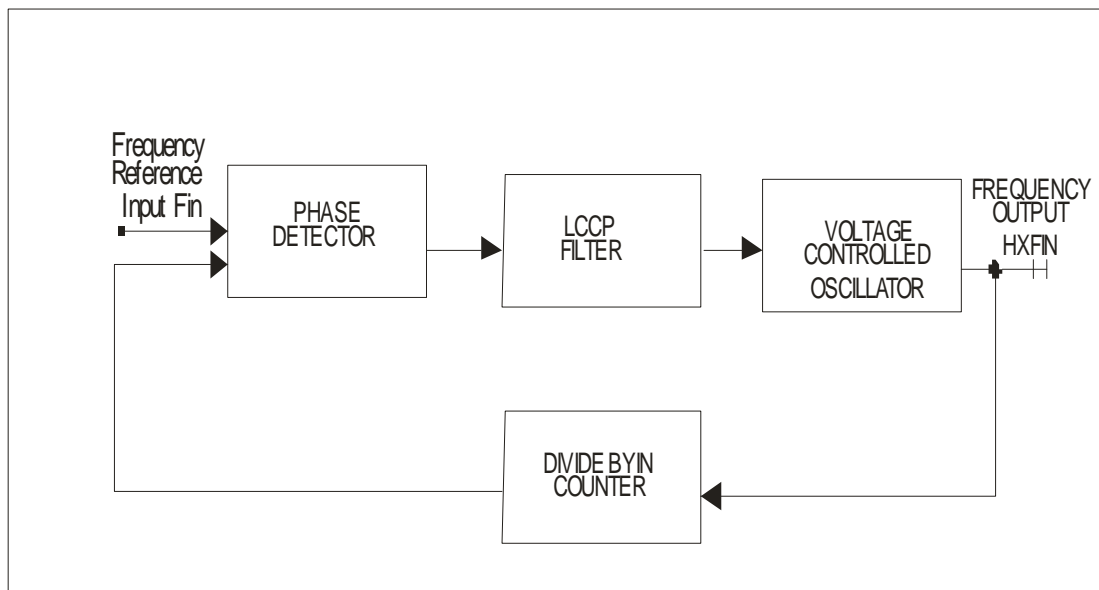 Frequency
Reference
Input Fin
PHASE
DETECTOR
LCCP
FILTER
VOLTAGE
CONTROLLED
OSCILLATOR
FREQUENCY
OUTPUT
HXFIN
DIVIDE BYIN
COUNTER